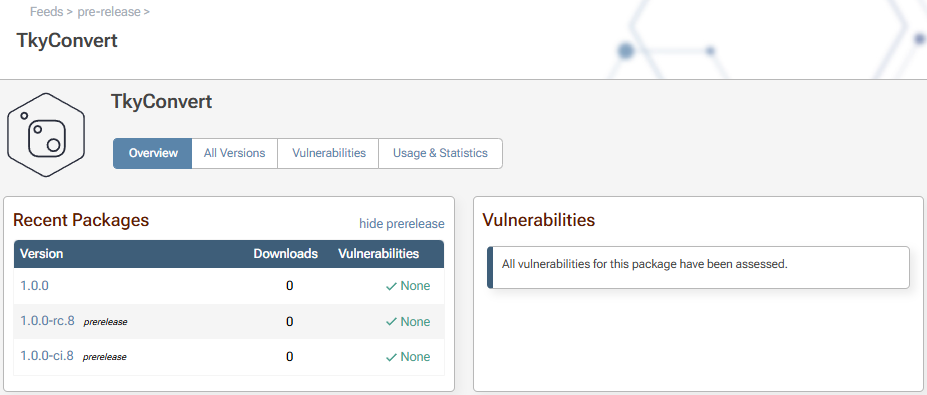 Feeds > pre-release >
TkyConvert
TkyConvert
Overview All Versions Vulnerabilities Usage & Statistics
Recent Packages hide prerelease
Version Downloads Vulnerabilities
1.0.0 0 ✓ None
1.0.0-rc.8 prerelease 0 ✓ None
1.0.0-ci.8 prerelease 0 ✓ None
Vulnerabilities
All vulnerabilities for this package have been assessed.